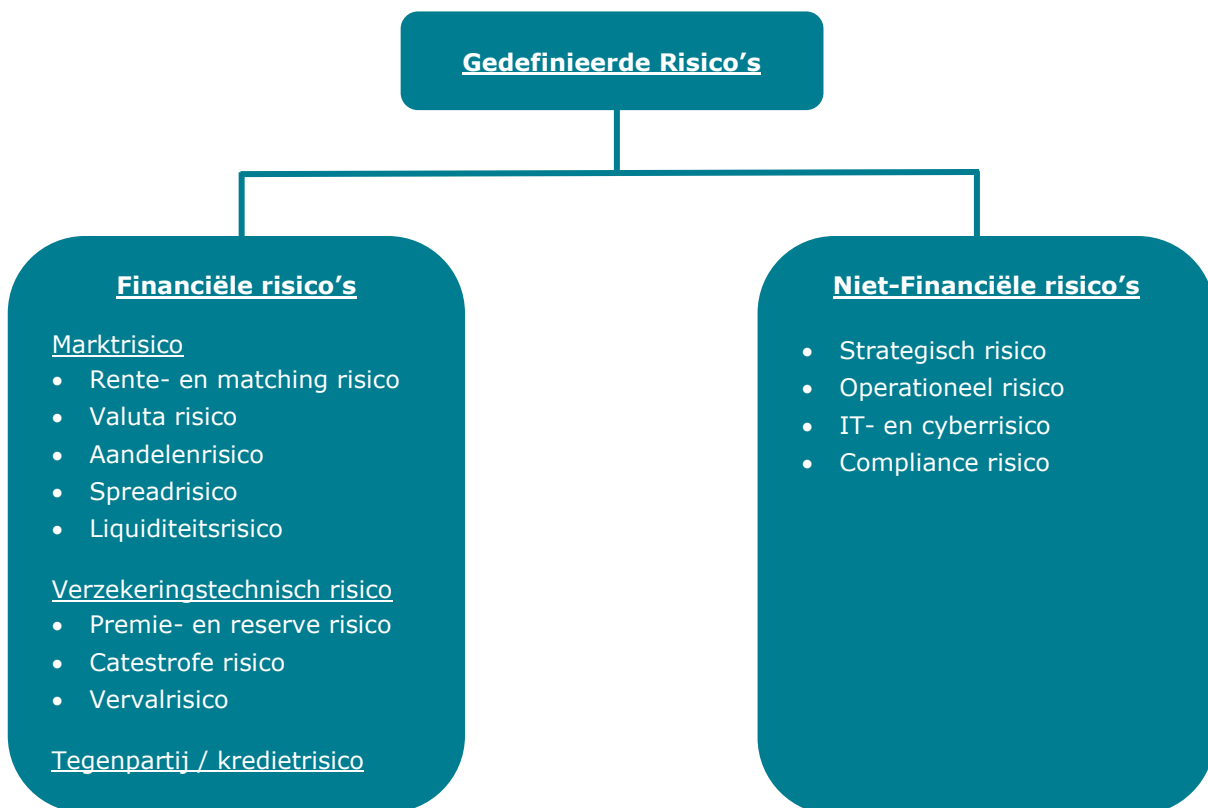 Gedefinieerde Risico’s
Financiële risico’s
Marktrisico
• Rente- en matching risico
• Valuta risico
• Aandelenrisico
• Spreadrisico
• Liquiditeitsrisico
Verzekeringstechnisch risico
• Premie- en reserve risico
• Catestrofe risico
• Vervalrisico
Tegenpartij / kredietrisico
Niet-Financiële risico’s
• Strategisch risico
• Operationeel risico
• IT- en cyberrisico
• Compliance risico